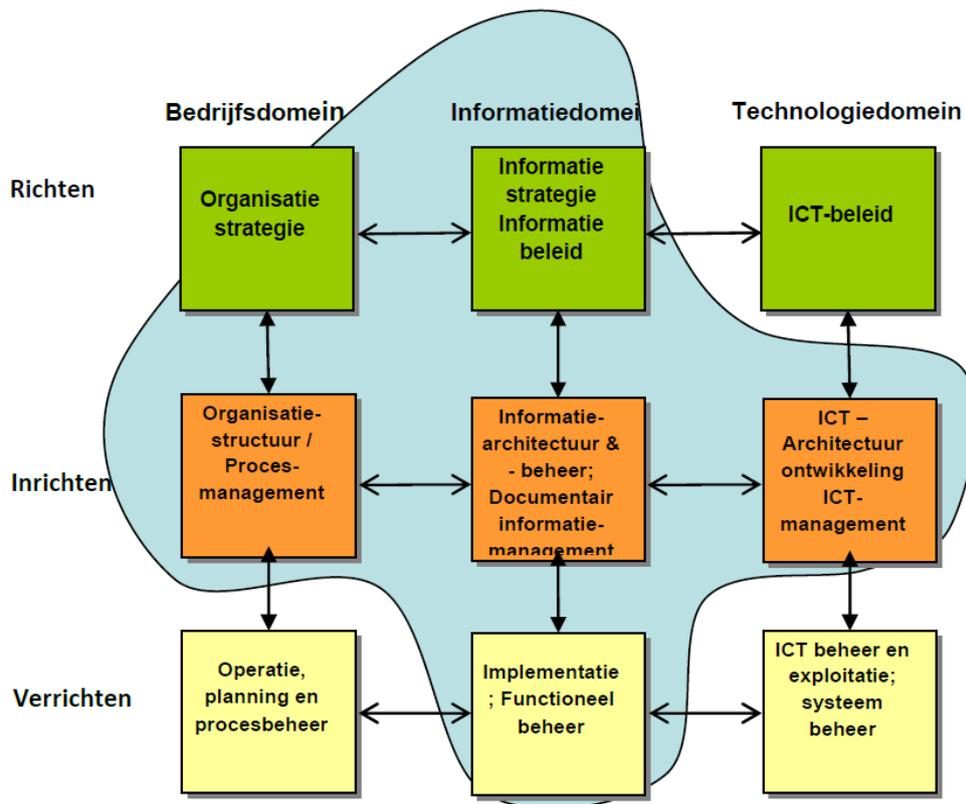 Bedrijfsdomein
Informatiedomei
Technologiedomein
Richten
Organisatie
strategie
Informatie
strategie
Informatie
beleid
ICT-beleid
Inrichten
Organisatie-
structuur /
Proces-
management
Informatie-
architectuur &
- beheer;
Documentair
informatie-
management
ICT –
Architectuur
ontwikkeling
ICT-
management
Verrichten
Operatie,
planning en
procesbeheer
Implementatie
; Functioneel
beheer
ICT beheer en
exploitatie;
systeem
beheer